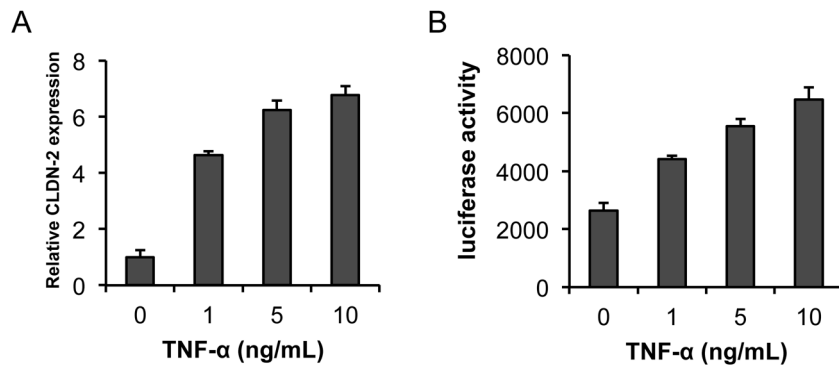 A
Relative CLDN-2 expression
8
6
4
2
0
0 1 5 10
TNF-α (ng/mL)
B
luciferase activity
8000
6000
4000
2000
0
0 1 5 10
TNF-α (ng/mL)